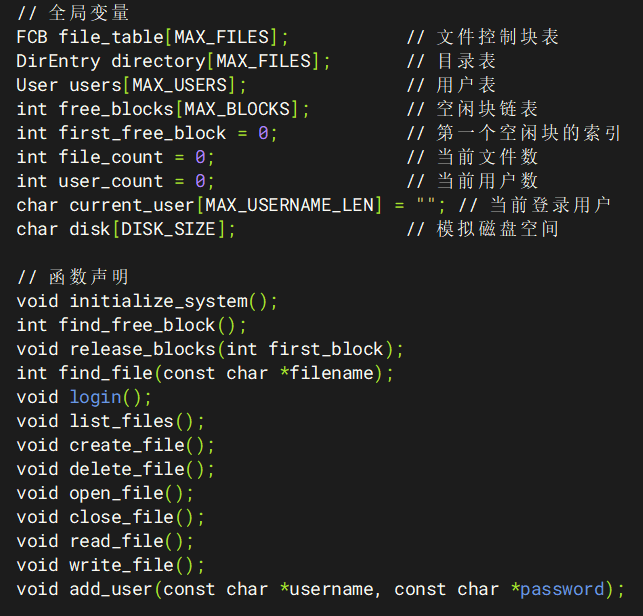 // 全局变量
FCB file_table[MAX_FILES];           // 文件控制块表
DirEntry directory[MAX_FILES];       // 目录表
User users[MAX_USERS];               // 用户表
int free_blocks[MAX_BLOCKS];         // 空闲块链表
int first_free_block = 0;            // 第一个空闲块的索引
int file_count = 0;                  // 当前文件数
int user_count = 0;                  // 当前用户数
char current_user[MAX_USERNAME_LEN] = ""; // 当前登录用户
char disk[DISK_SIZE];                // 模拟磁盘空间

// 函数声明
void initialize_system();
int find_free_block();
void release_blocks(int first_block);
int find_file(const char *filename);
void login();
void list_files();
void create_file();
void delete_file();
void open_file();
void close_file();
void read_file();
void write_file();
void add_user(const char *username, const char *password);